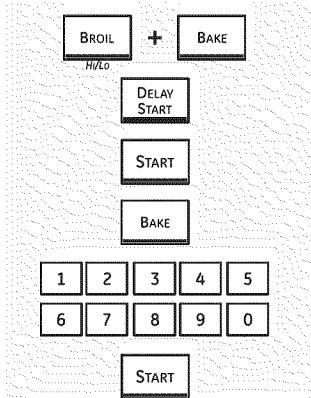 BROIL + BAKE
Hi/Lo
DELAY
START
START
BAKE
1 2 3 4 5
6 7 8 9 0
START